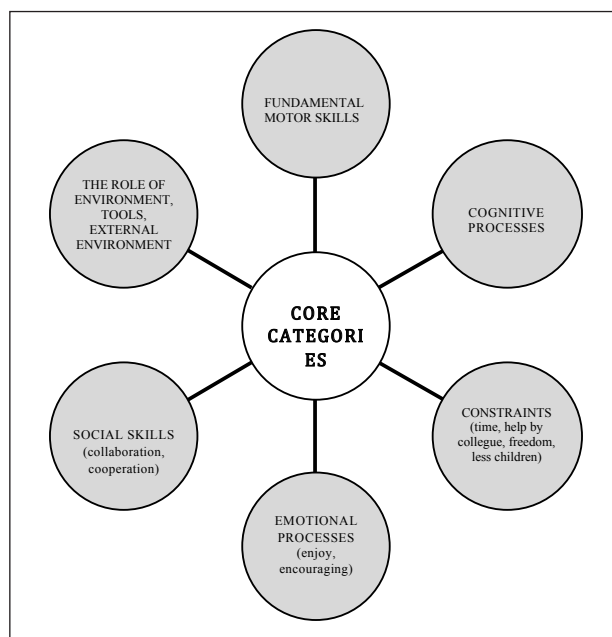 FUNDAMENTAL
MOTOR SKILLS
THE ROLE OF
ENVIRONMENT,
TOOLS,
EXTERNAL
ENVIRONMENT
COGNITIVE
PROCESSES
CORE
CATEGORI
ES
SOCIAL SKILLS
(collaboration,
cooperation)
CONSTRAINTS
(time, help by
collegue, freedom,
less children)
EMOTIONAL
PROCESSES
(enjoy,
encouraging)